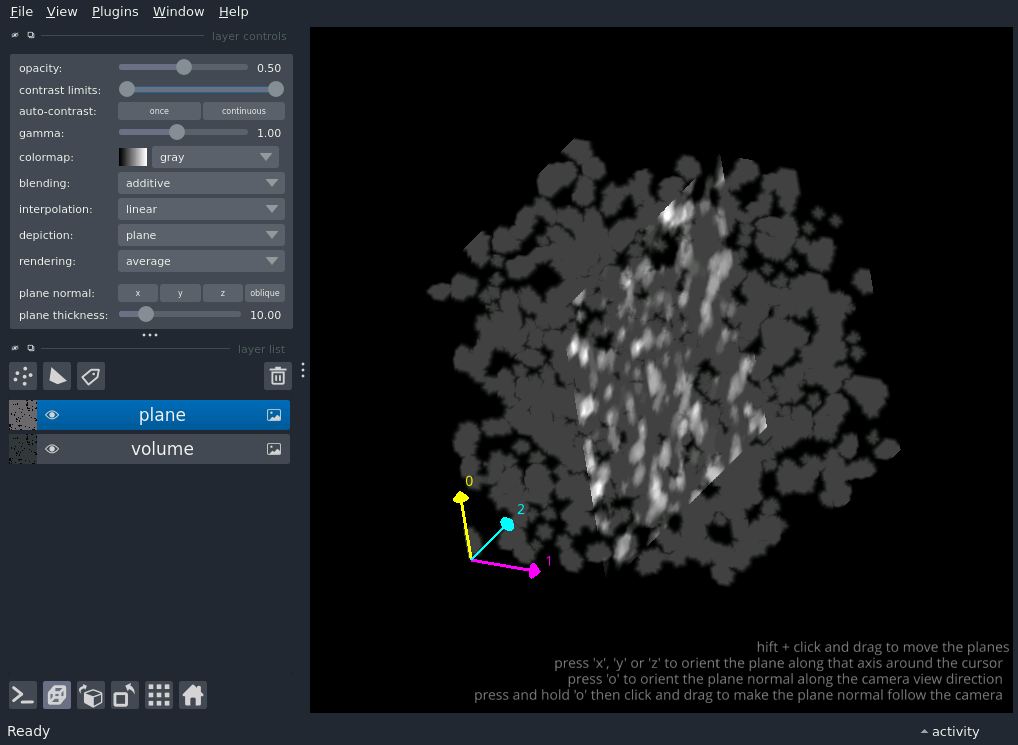 File View Plugins Window Help
layer controls
opacity: 0.50
contrast limits:
auto-contrast: once continuous
gamma: 1.00
colormap: gray
blending: additive
interpolation: linear
depiction: plane
rendering: average
plane normal: x y z oblique
plane thickness: 10.00
layer list
plane
volume
0
2
1
hift + click and drag to move the planes
press 'x', 'y' or 'z' to orient the plane along that axis around the cursor
press 'o' to orient the plane normal along the camera view direction
press and hold 'o' then click and drag to make the plane normal follow the camera
Ready activity